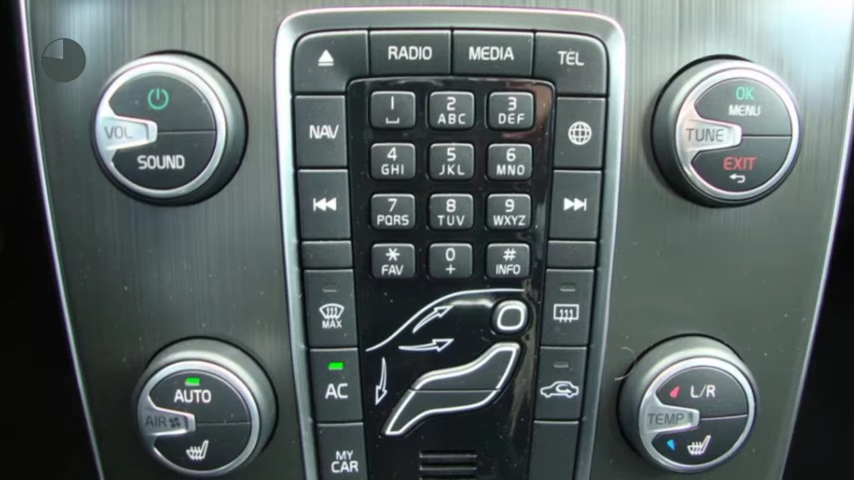 RADIO MEDIA TEL
VOL
SOUND
NAV
1 2 ABC 3 DEF
4 GHI 5 JKL 6 MNO
7 PQRS 8 TUV 9 WXYZ
* FAV 0 + # INFO
OK
MENU
TUNE
EXIT
MAX
AUTO
AIR
AC
MY
CAR
L/R
TEMP